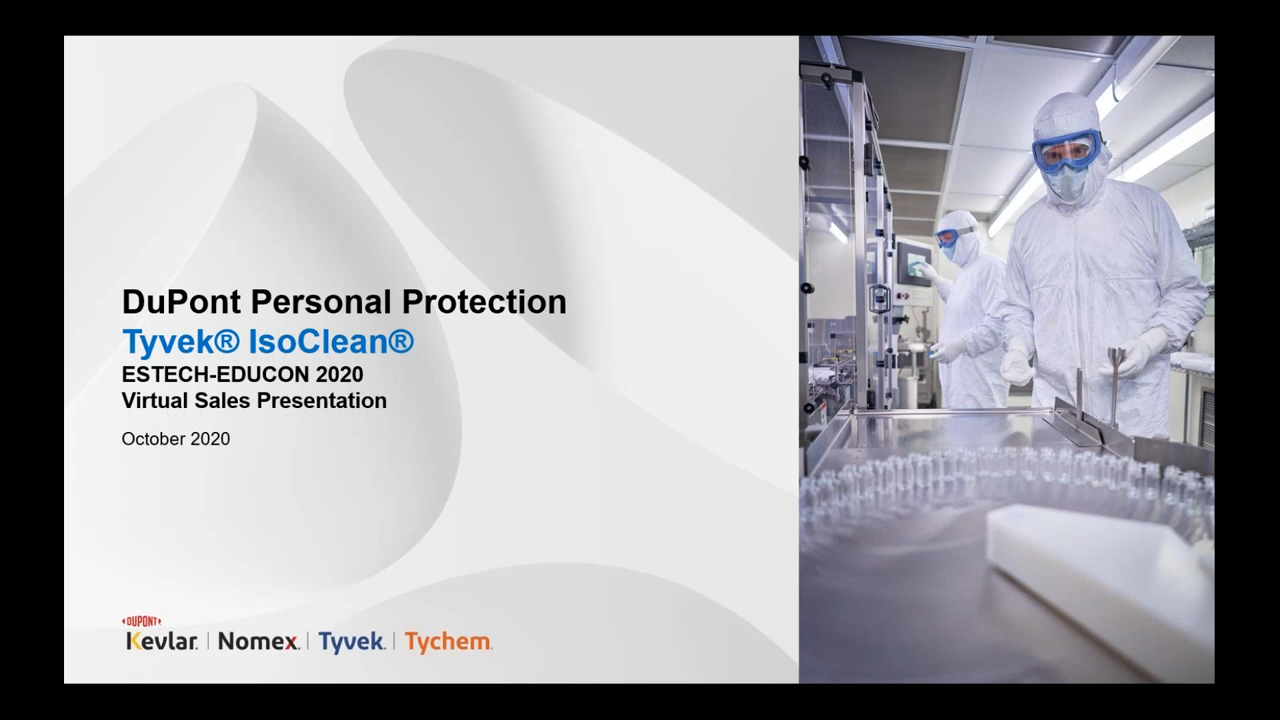 DuPont Personal Protection
Tyvek® IsoClean®
ESTECH-EDUCON 2020
Virtual Sales Presentation
October 2020
DUPONT
Kevlar. | Nomex. | Tyvek. | Tychem.